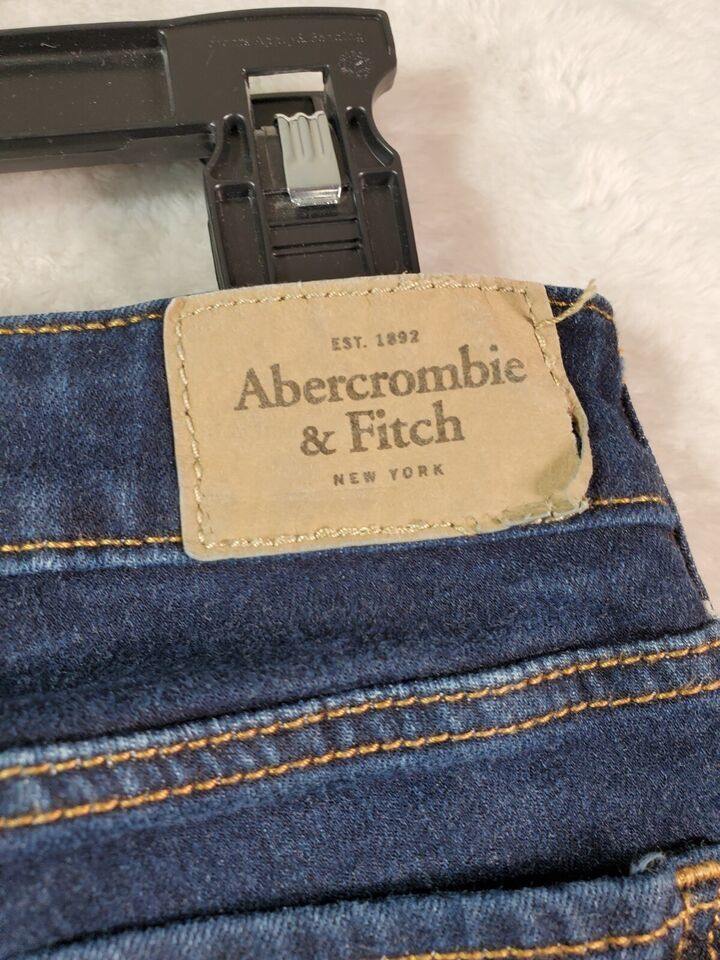 EST. 1892
Abercrombie
& Fitch
NEW YORK